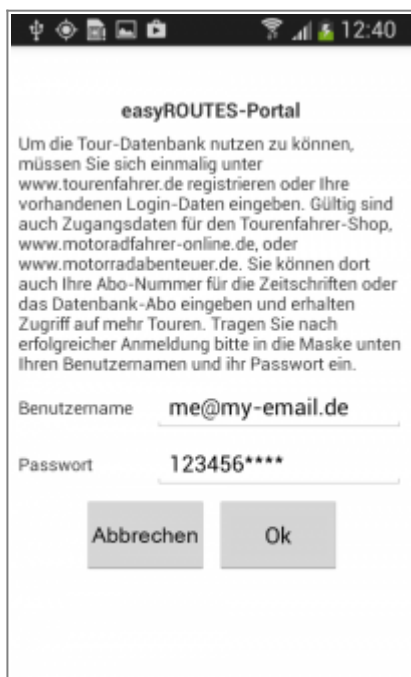 12:40
easyROUTES-Portal
Um die Tour-Datenbank nutzen zu können,
müssen Sie sich einmalig unter
www.tourenfahrer.de registrieren oder Ihre
vorhandenen Login-Daten eingeben. Gültig sind
auch Zugangsdaten für den Tourenfahrer-Shop,
www.motoradfahrer-online.de, oder
www.motorradabenteuer.de. Sie können dort
auch Ihre Abo-Nummer für die Zeitschriften oder
das Datenbank-Abo eingeben und erhalten
Zugriff auf mehr Touren. Tragen Sie nach
erfolgreicher Anmeldung bitte in die Maske unten
Ihren Benutzernamen und ihr Passwort ein.
Benutzername me@my-email.de
Passwort 123456****
Abbrechen Ok